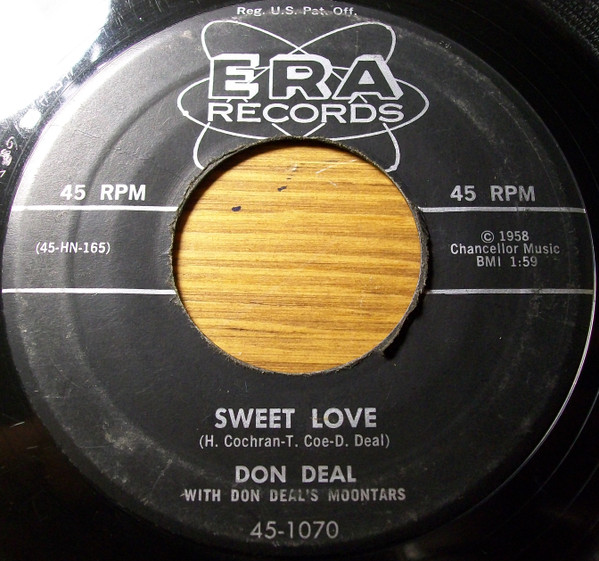 Reg. U.S. Pat. Off.
ERA
RECORDS
45 RPM
45 RPM
(45-HN-165)
© 1958
Chancellor Music
BMI 1:59
SWEET LOVE
(H. Cochran-T. Coe-D. Deal)
DON DEAL
WITH DON DEAL'S MOONTARS
45-1070